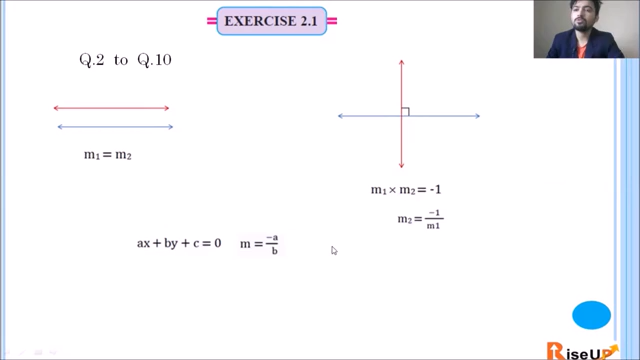 EXERCISE 2.1
Q.2 to Q.10
m₁ = m₂
m₁ × m₂ = -1
m₂ = -1/m1
ax + by + c = 0 m = -a/b
RiseUP